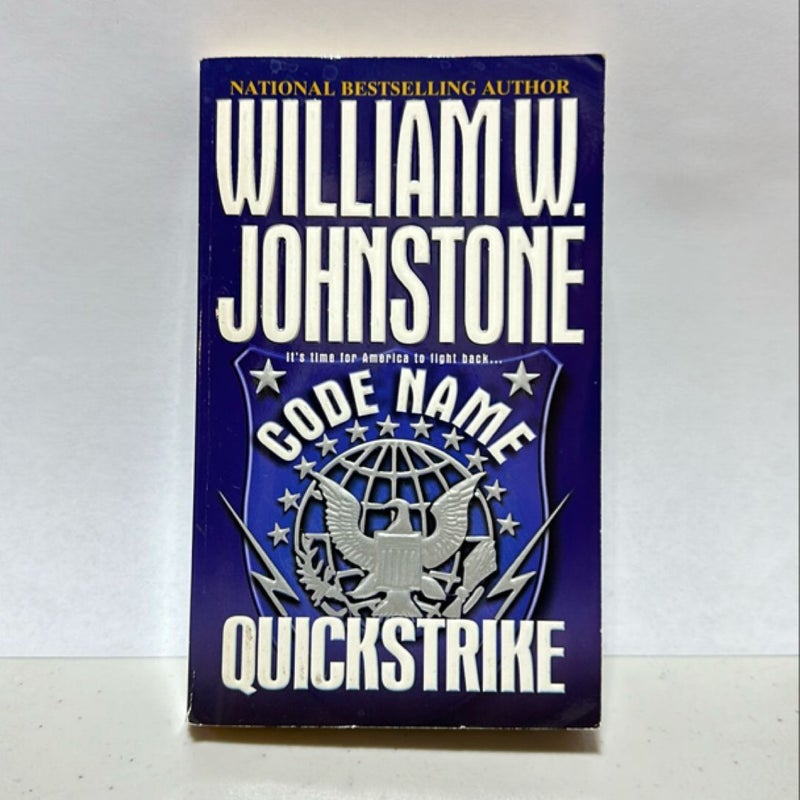 NATIONAL BESTSELLING AUTHOR
WILLIAM W.
JOHNSTONE
It's time for America to fight back...
CODE NAME
QUICKSTRIKE